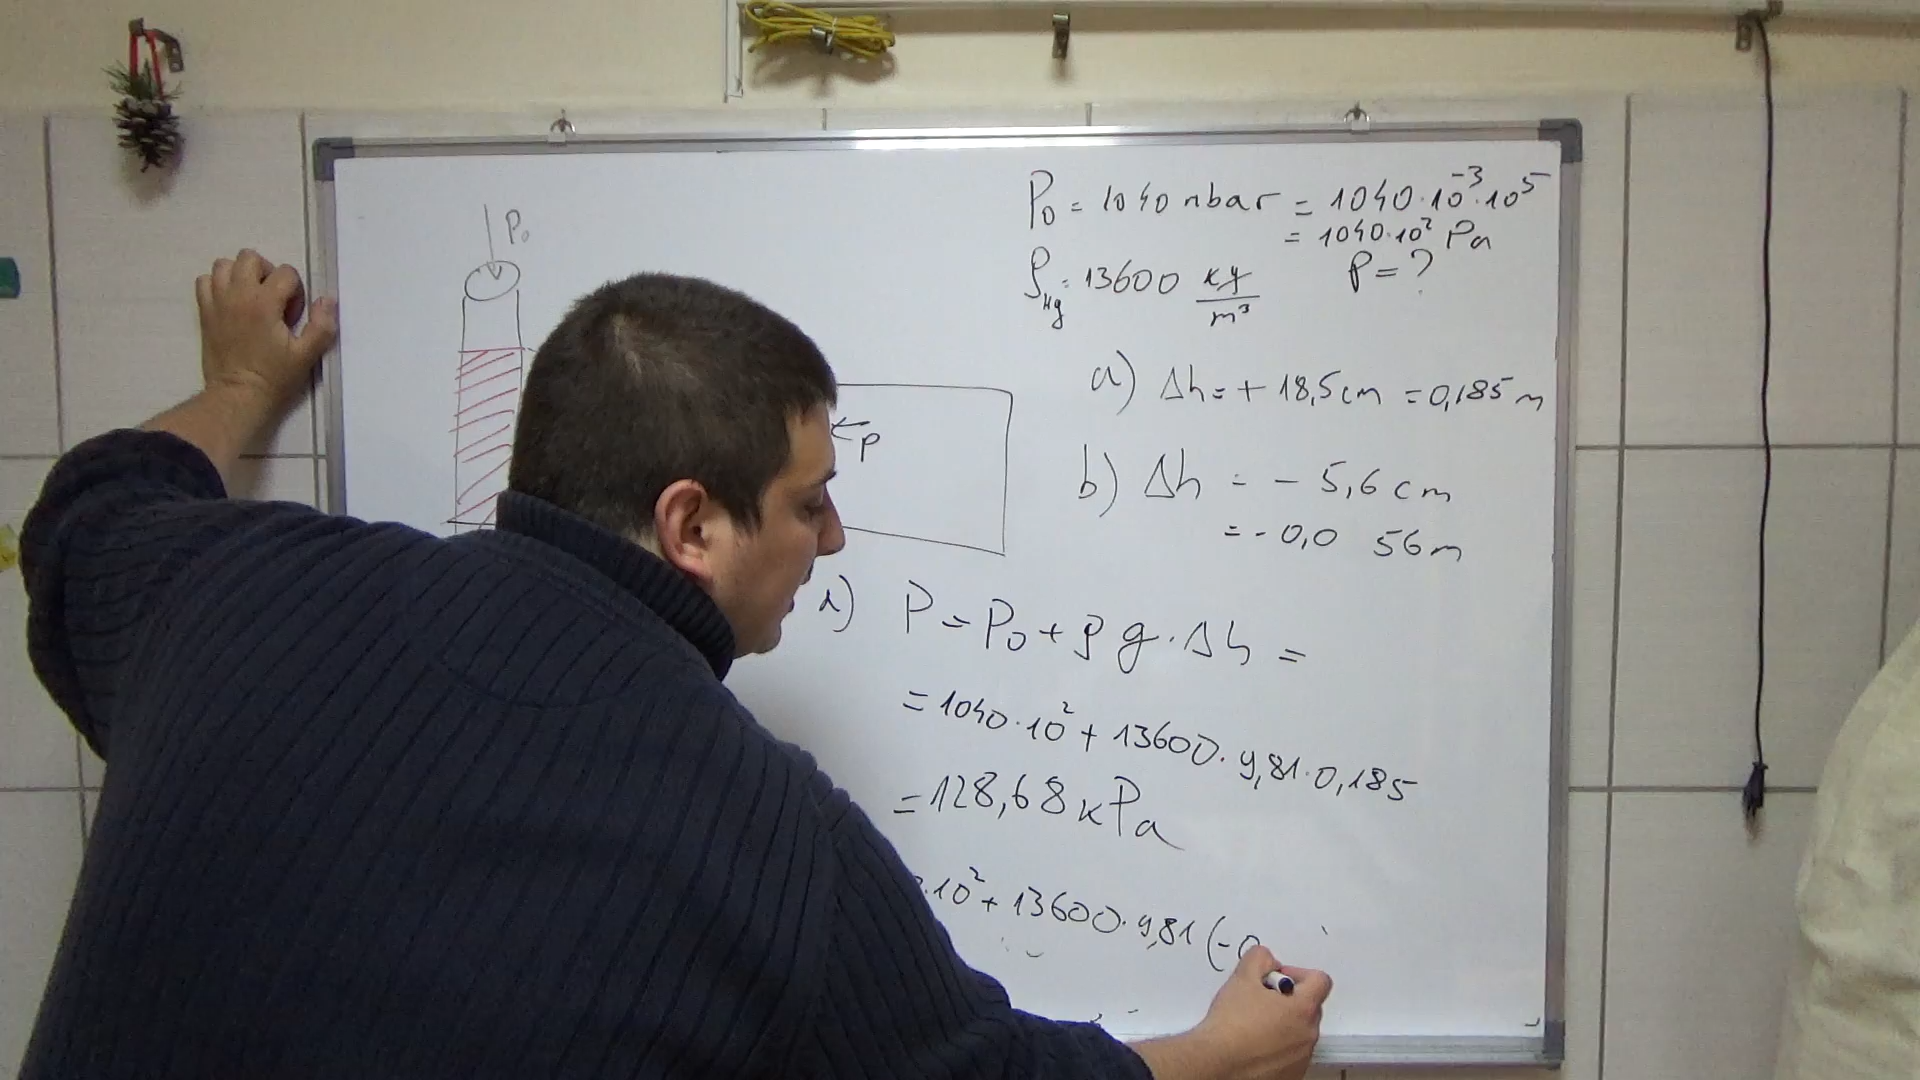 P₀
P₀ = 1040 mbar = 1040·10⁻³·10⁵
= 1040·10² Pa
ρHg = 13600 kg/m³
P = ?
a) Δh = + 18,5 cm = 0,185 m
P
b) Δh = - 5,6 cm
= - 0,0 56 m
a) P = P₀ + ρ g · Δh =
= 1040·10² + 13600·9,81·0,185
= 128,68 kPa
·10² + 13600·9,81 (-0